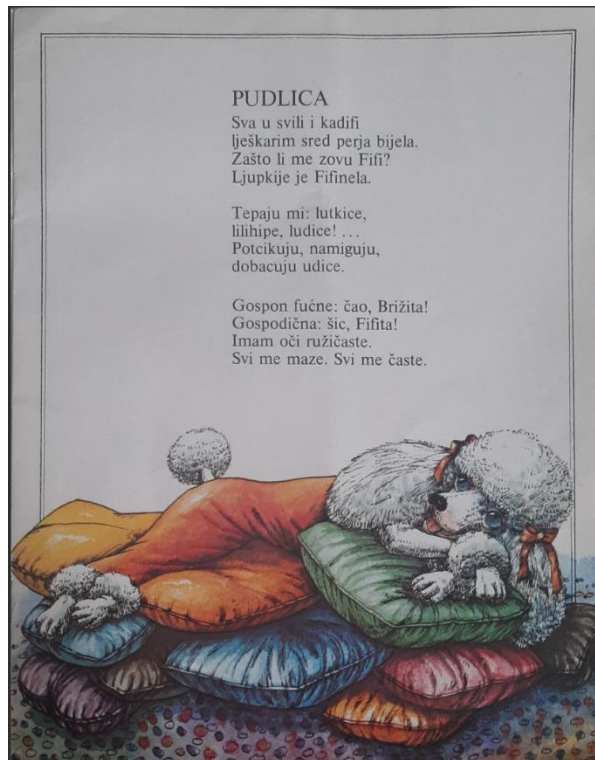 PUDLICA
Sva u svili i kadifi
lješkarim sred perja bijela.
Zašto li me zovu Fifi?
Ljupkije je Fifinela.
Tepaju mi: lutkice,
lilihipe, ludice! ...
Potcikuju, namiguju,
dobacuju udice.
Gospon fućne: čao, Brižita!
Gospodična: šic, Fifita!
Imam oči ružičaste.
Svi me maze. Svi me časte.